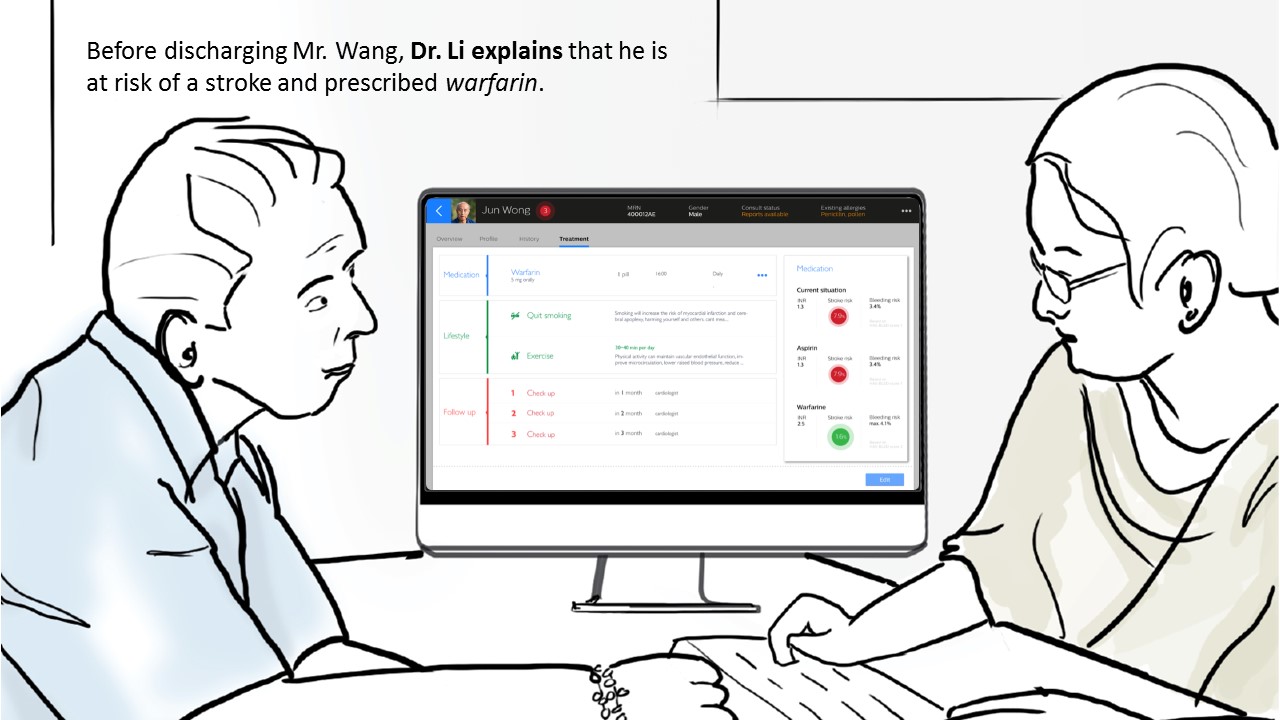 Before discharging Mr. Wang, Dr. Li explains that he is
at risk of a stroke and prescribed warfarin.
Jun Wong 3
MRN Gender Consult status Existing allergies
400012AE Male Reports available Penicillin, pollen
Overview Profile History Treatment
Medication Warfarin 1 pill 16:00 Daily
5 mg orally
Lifestyle
Quit smoking
Smoking will increase the risk of myocardial infarction and cere-
bral apoplexy, harming yourself and others; cant mea...
Exercise
30-40 min per day
Physical activity can maintain vascular endothelial function, im-
prove microcirculation, lower raised blood pressure, reduce ...
Follow up
1 Check up in 1 month cardiologist
2 Check up in 2 month cardiologist
3 Check up in 3 month cardiologist
Medication
Current situation
INR Stroke risk Bleeding risk
1.3 7.9% 3.4%
Aspirin
INR Stroke risk Bleeding risk
1.3 7.9% 3.4%
Warfarine
INR Stroke risk Bleeding risk
2.5 max 4.1%
Edit